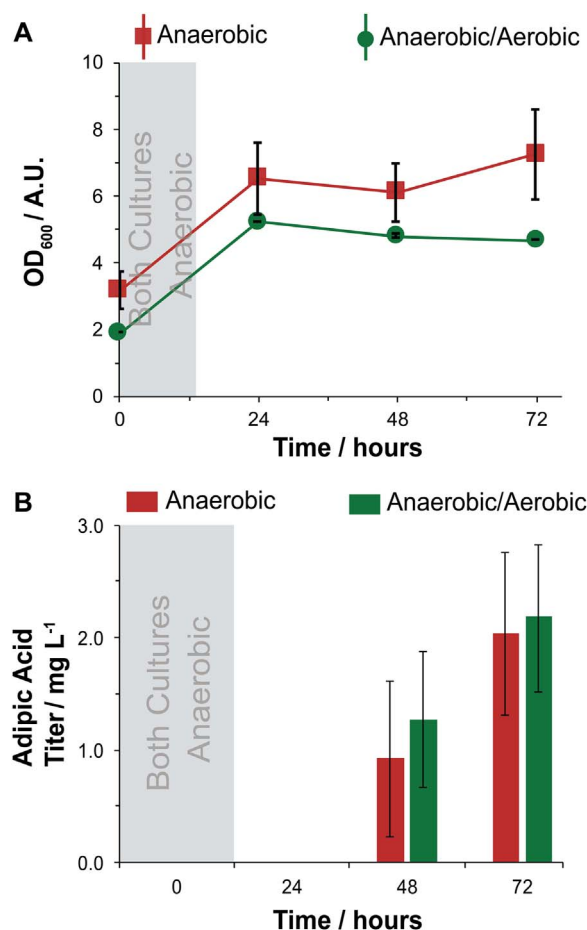 A
Anaerobic
Anaerobic/Aerobic
10
8
6
4
2
0
OD600 / A.U.
Both Cultures
Anaerobic
0
24
48
72
Time / hours
B
Anaerobic
Anaerobic/Aerobic
3.0
2.0
1.0
0.0
Adipic Acid
Titer / mg L-1
Both Cultures
Anaerobic
0
24
48
72
Time / hours